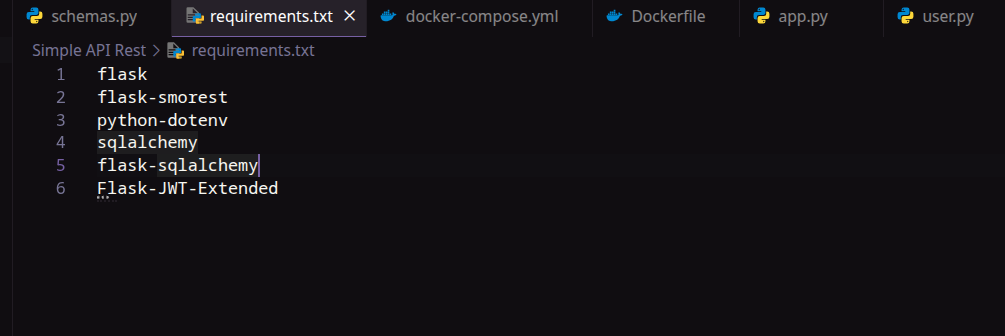 schemas.py requirements.txt docker-compose.yml Dockerfile app.py user.py
Simple API Rest > requirements.txt
1 flask
2 flask-smorest
3 python-dotenv
4 sqlalchemy
5 flask-sqlalchemy
6 Flask-JWT-Extended